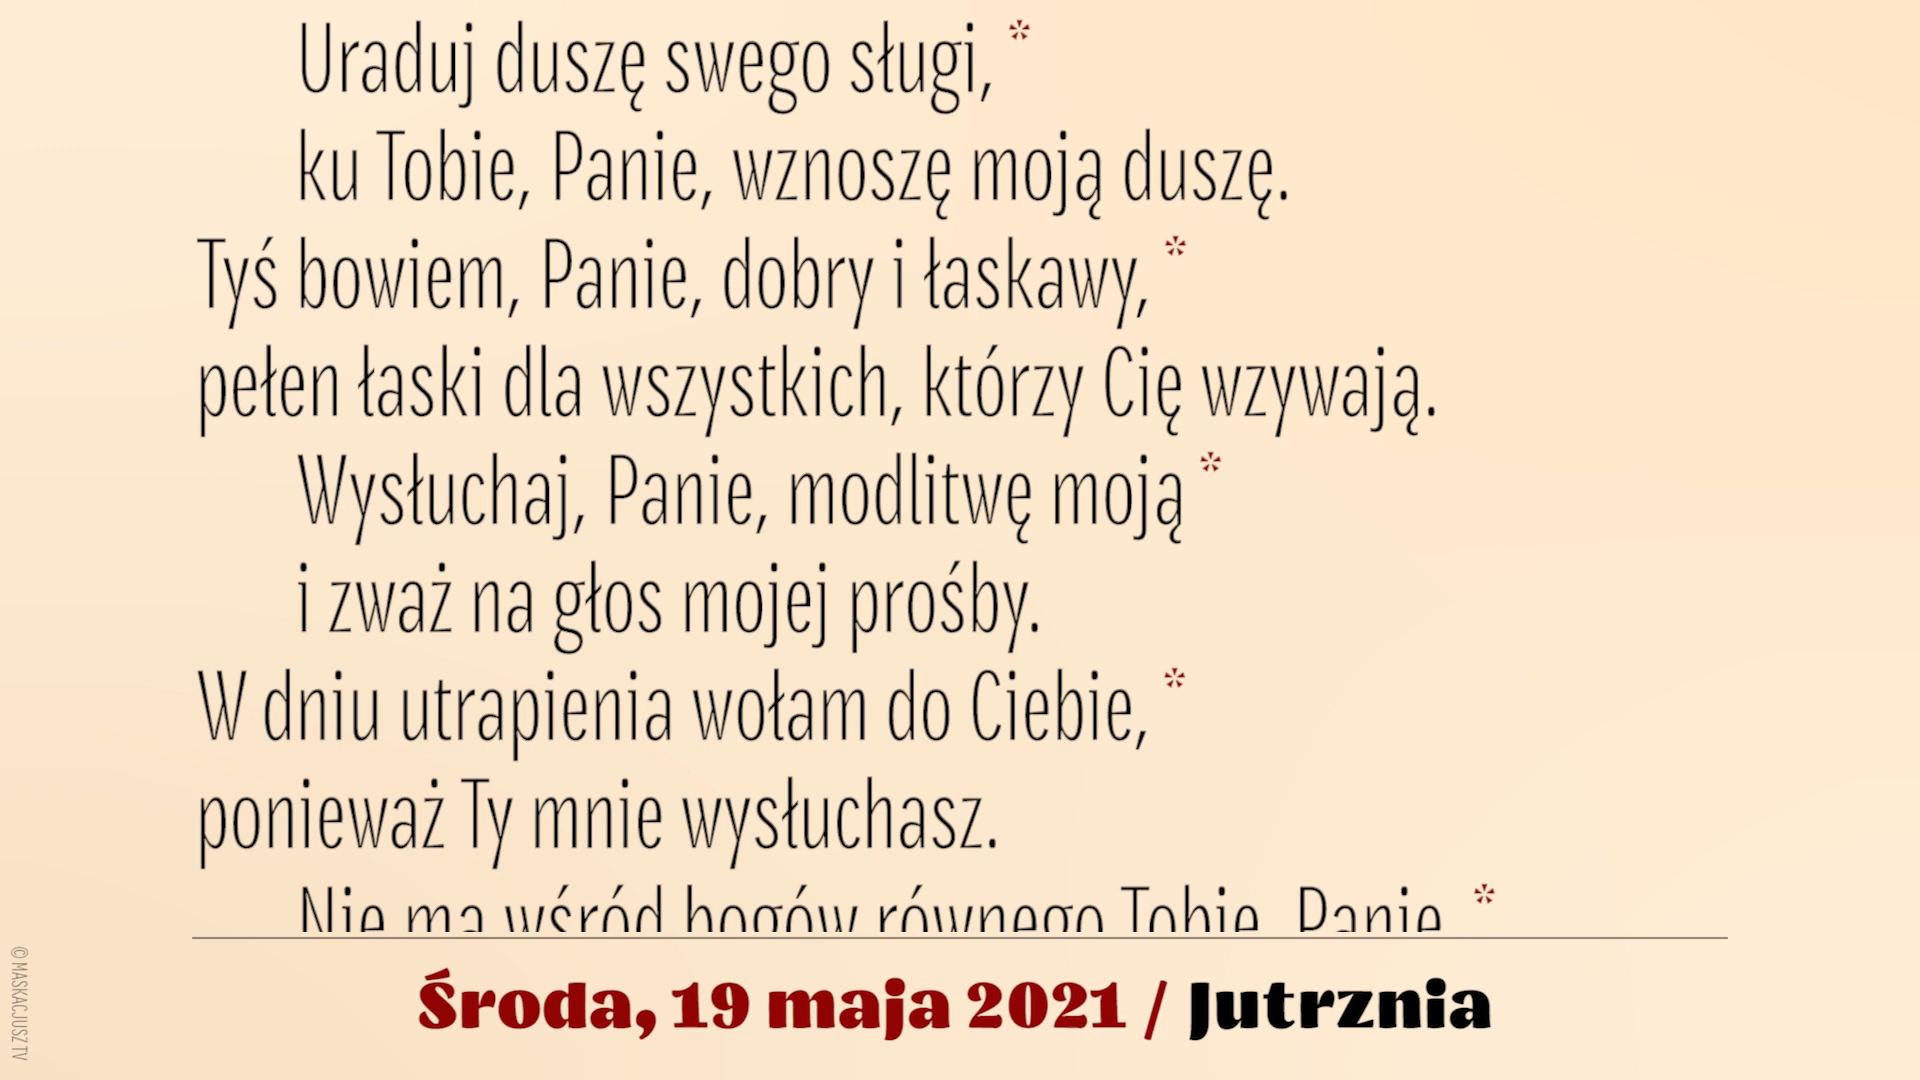 Uraduj duszę swego sługi, *
ku Tobie, Panie, wznoszę moją duszę.
Tyś bowiem, Panie, dobry i łaskawy, *
pełen łaski dla wszystkich, którzy Cię wzywają.
Wysłuchaj, Panie, modlitwę moją *
i zważ na głos mojej prośby.
W dniu utrapienia wołam do Ciebie, *
ponieważ Ty mnie wysłuchasz.
Nie ma wśród bogów równego Tobie, Panie, *
Środa, 19 maja 2021 / Jutrznia
© MASKACJUSZ TV